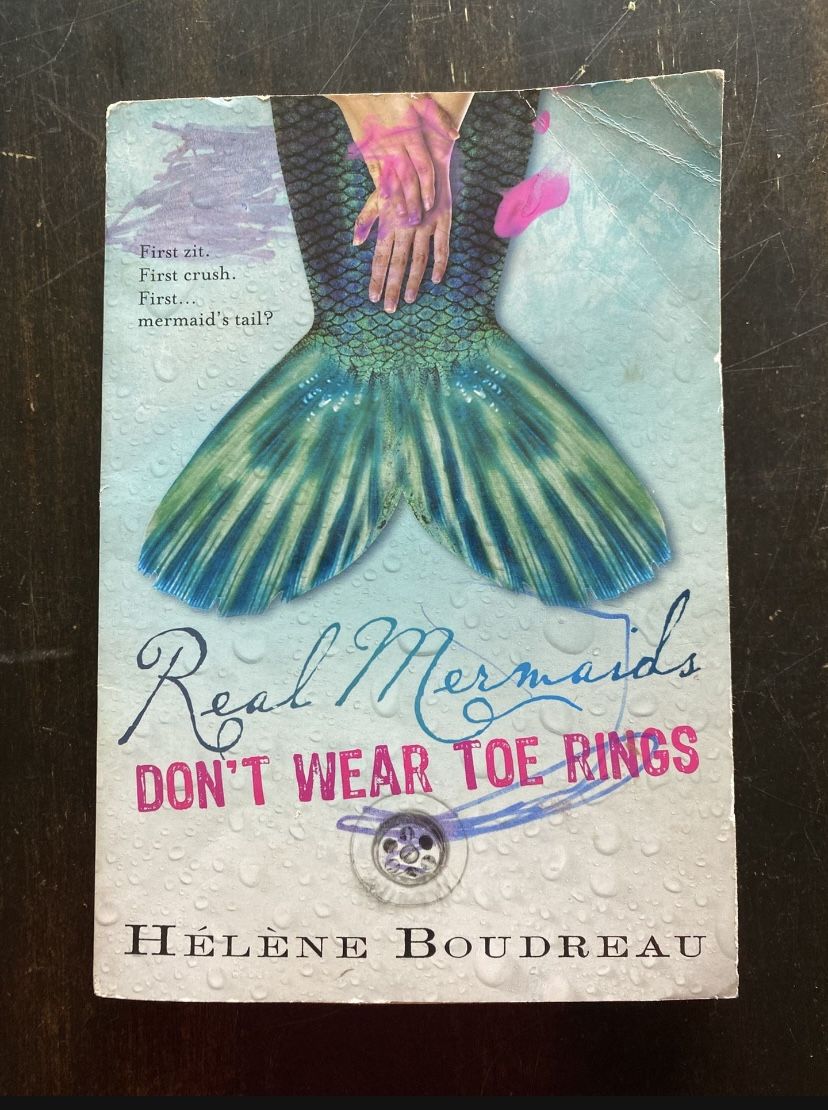 First zit.
First crush.
First...
mermaid's tail?
Real Mermaids
DON'T WEAR TOE RINGS
HÉLÈNE BOUDREAU